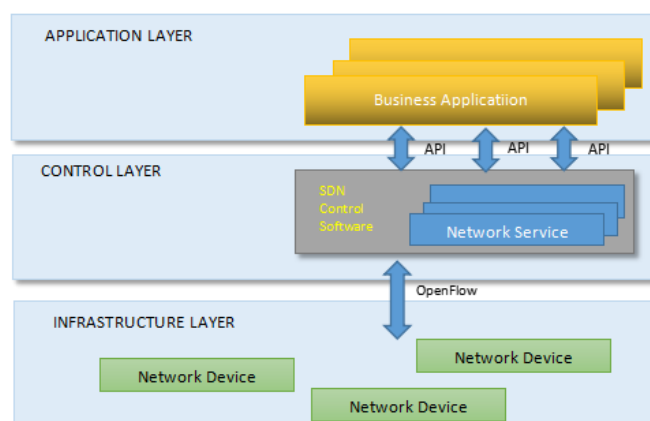 APPLICATION LAYER
Business Applicatiion
API
API
API
CONTROL LAYER
SDN
Control
Software
Network Service
OpenFlow
INFRASTRUCTURE LAYER
Network Device
Network Device
Network Device